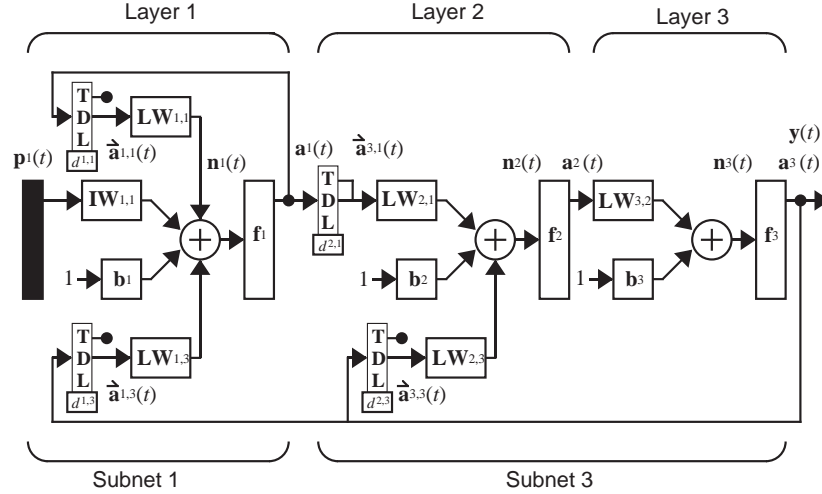 Layer 1 Layer 2 Layer 3
T
D
L
d1,1
LW1,1
a1,1(t)
p1(t)
n1(t)
a1(t)
T
D
L
d2,1
a3,1(t)
n2(t)
a2(t)
n3(t)
y(t)
a3(t)
IW1,1
f1
LW2,1
f2
LW3,2
f3
1
b1
1
b2
1
b3
T
D
L
d1,3
LW1,3
a1,3(t)
T
D
L
d2,3
LW2,3
a3,3(t)
Subnet 1 Subnet 3